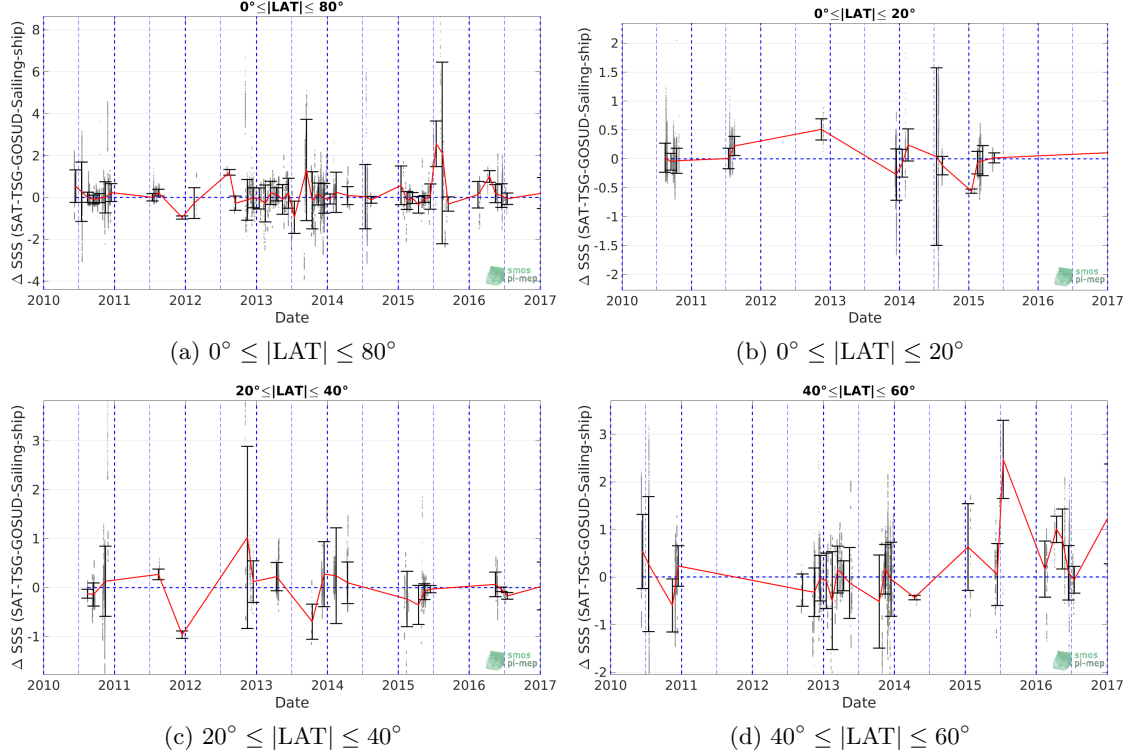 0°≤|LAT|≤ 80°
Δ SSS (SAT-TSG-GOSUD-Sailing-ship)
8
6
4
2
0
-2
-4
2010 2011 2012 2013 2014 2015 2016 2017
Date
smos
pi-mep
(a) 0° ≤ |LAT| ≤ 80°
0°≤|LAT|≤ 20°
Δ SSS (SAT-TSG-GOSUD-Sailing-ship)
2
1.5
1
0.5
0
-0.5
-1
-1.5
-2
2010 2011 2012 2013 2014 2015 2016 2017
Date
smos
pi-mep
(b) 0° ≤ |LAT| ≤ 20°
20°≤|LAT|≤ 40°
Δ SSS (SAT-TSG-GOSUD-Sailing-ship)
3
2
1
0
-1
2010 2011 2012 2013 2014 2015 2016 2017
Date
smos
pi-mep
(c) 20° ≤ |LAT| ≤ 40°
40°≤|LAT|≤ 60°
Δ SSS (SAT-TSG-GOSUD-Sailing-ship)
3
2
1
0
-1
-2
2010 2011 2012 2013 2014 2015 2016 2017
Date
smos
pi-mep
(d) 40° ≤ |LAT| ≤ 60°